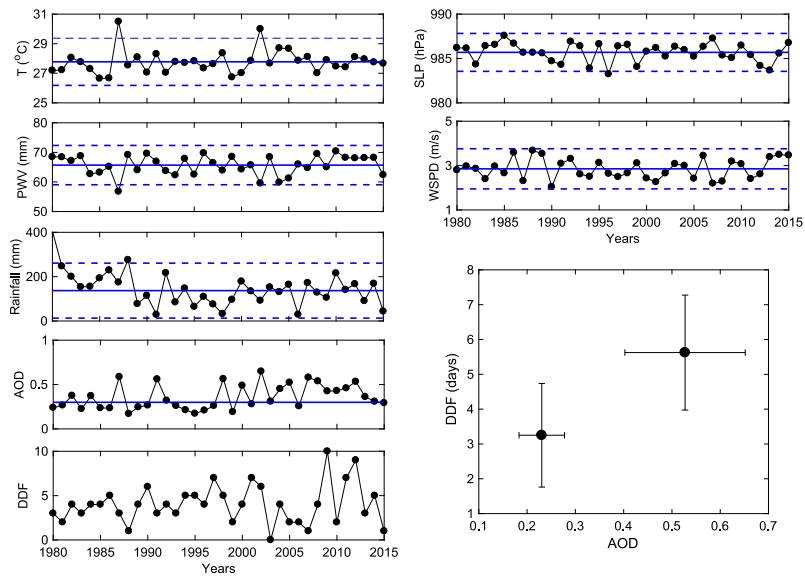 31
29
27
25
T (°C)
80
70
60
50
PWV (mm)
400
200
0
Rainfall (mm)
1
0.5
0
AOD
10
5
0
DDF
1980 1985 1990 1995 2000 2005 2010 2015
Years
990
985
980
SLP (hPa)
5
3
1
WSPD (m/s)
1980 1985 1990 1995 2000 2005 2010 2015
Years
8
7
6
5
4
3
2
1
DDF (days)
0.1 0.2 0.3 0.4 0.5 0.6 0.7
AOD